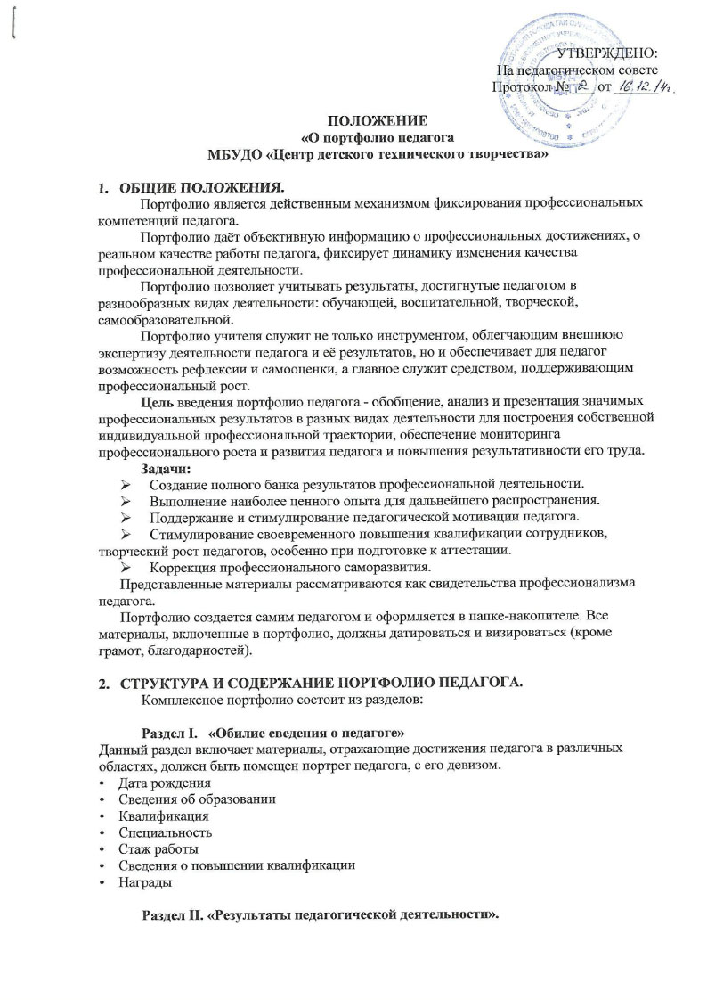 УТВЕРЖДЕНО:
На педагогическом совете
Протокол № 2 от 16.12.14г.
ПОЛОЖЕНИЕ
«О портфолио педагога
МБУДО «Центр детского технического творчества»
1. ОБЩИЕ ПОЛОЖЕНИЯ.
Портфолио является действенным механизмом фиксирования профессиональных
компетенций педагога.
Портфолио даёт объективную информацию о профессиональных достижениях, о
реальном качестве работы педагога, фиксирует динамику изменения качества
профессиональной деятельности.
Портфолио позволяет учитывать результаты, достигнутые педагогом в
разнообразных видах деятельности: обучающей, воспитательной, творческой,
самообразовательной.
Портфолио учителя служит не только инструментом, облегчающим внешнюю
экспертизу деятельности педагога и её результатов, но и обеспечивает для педагог
возможность рефлексии и самооценки, а главное служит средством, поддерживающим
профессиональный рост.
Цель введения портфолио педагога - обобщение, анализ и презентация значимых
профессиональных результатов в разных видах деятельности для построения собственной
индивидуальной профессиональной траектории, обеспечение мониторинга
профессионального роста и развития педагога и повышения результативности его труда.
Задачи:
➢ Создание полного банка результатов профессиональной деятельности.
➢ Выполнение наиболее ценного опыта для дальнейшего распространения.
➢ Поддержание и стимулирование педагогической мотивации педагога.
➢ Стимулирование своевременного повышения квалификации сотрудников,
творческий рост педагогов, особенно при подготовке к аттестации.
➢ Коррекция профессионального саморазвития.
Представленные материалы рассматриваются как свидетельства профессионализма
педагога.
Портфолио создается самим педагогом и оформляется в папке-накопителе. Все
материалы, включенные в портфолио, должны датироваться и визироваться (кроме
грамот, благодарностей).
2. СТРУКТУРА И СОДЕРЖАНИЕ ПОРТФОЛИО ПЕДАГОГА.
Комплексное портфолио состоит из разделов:
Раздел I. «Обилие сведения о педагоге»
Данный раздел включает материалы, отражающие достижения педагога в различных
областях, должен быть помещен портрет педагога, с его девизом.
• Дата рождения
• Сведения об образовании
• Квалификация
• Специальность
• Стаж работы
• Сведения о повышении квалификации
• Награды
Раздел II. «Результаты педагогической деятельности».